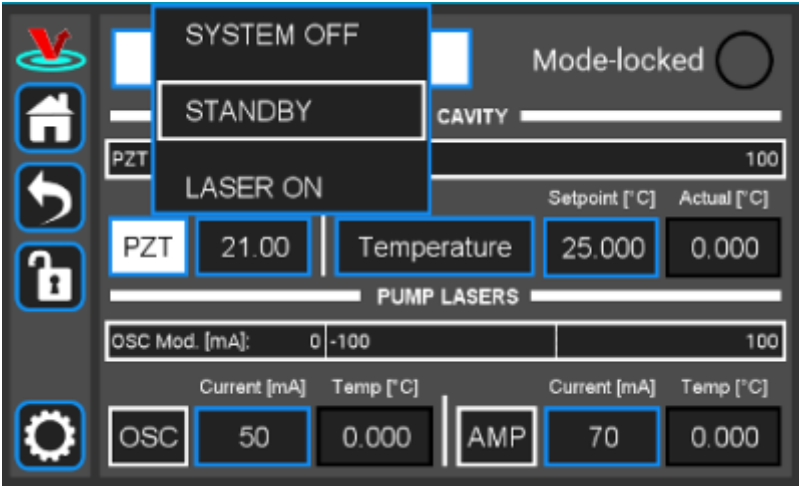 SYSTEM OFF
STANDBY
LASER ON
Mode-locked
CAVITY
PZT
100
Setpoint [°C] Actual [°C]
PZT 21.00 Temperature 25.000 0.000
PUMP LASERS
OSC Mod. [mA]: 0 -100 100
Current [mA] Temp [°C] Current [mA] Temp [°C]
OSC 50 0.000 AMP 70 0.000